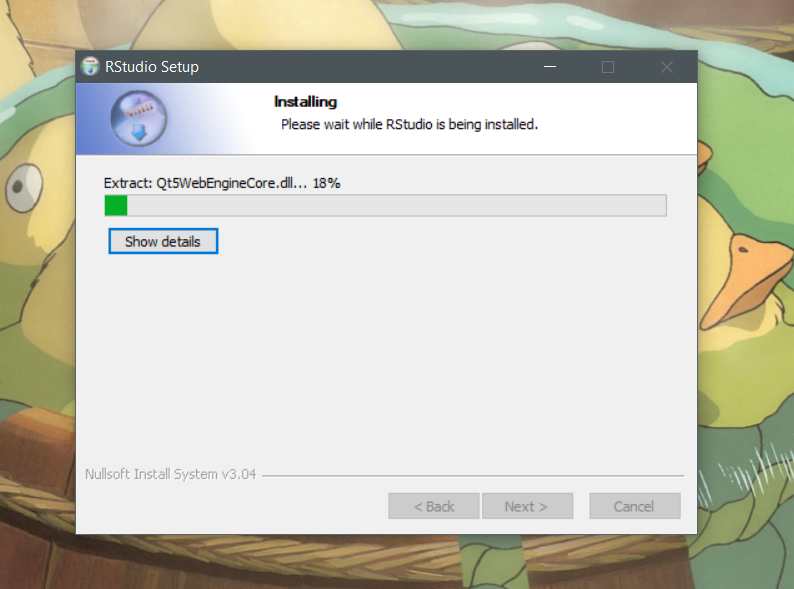 RStudio Setup
Installing
Please wait while RStudio is being installed.
Extract: Qt5WebEngineCore.dll... 18%
Show details
Nullsoft Install System v3.04
< Back
Next >
Cancel